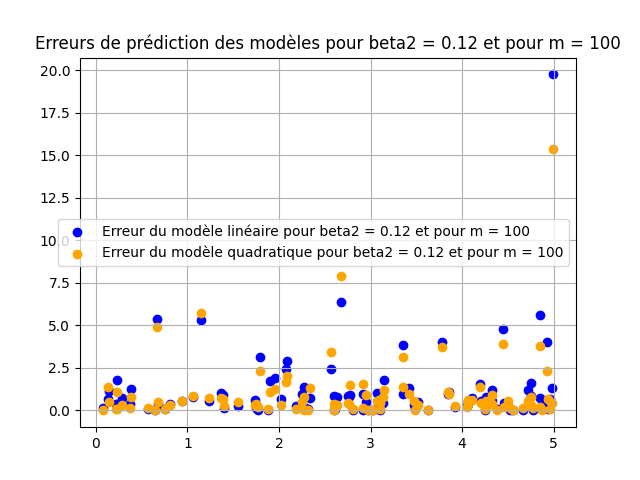 Erreurs de prédiction des modèles pour beta2 = 0.12 et pour m = 100
20.0
17.5
15.0
12.5
10.0
7.5
5.0
2.5
0.0
Erreur du modèle linéaire pour beta2 = 0.12 et pour m = 100
Erreur du modèle quadratique pour beta2 = 0.12 et pour m = 100
0 1 2 3 4 5